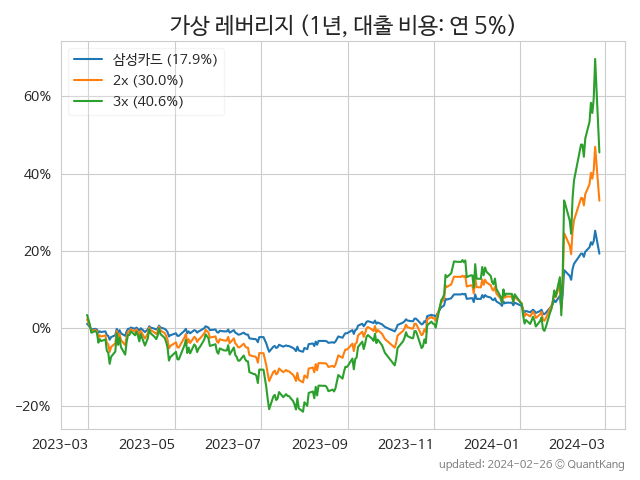 가상 레버리지 (1년, 대출 비용: 연 5%)
삼성카드 (17.9%)
2x (30.0%)
3x (40.6%)
60%
40%
20%
0%
−20%
2023-03 2023-05 2023-07 2023-09 2023-11 2024-01 2024-03
updated: 2024-02-26 © QuantKang